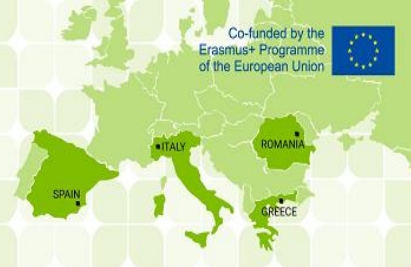 Co-funded by the
Erasmus+ Programme
of the European Union
ITALY
ROMANIA
SPAIN
GREECE